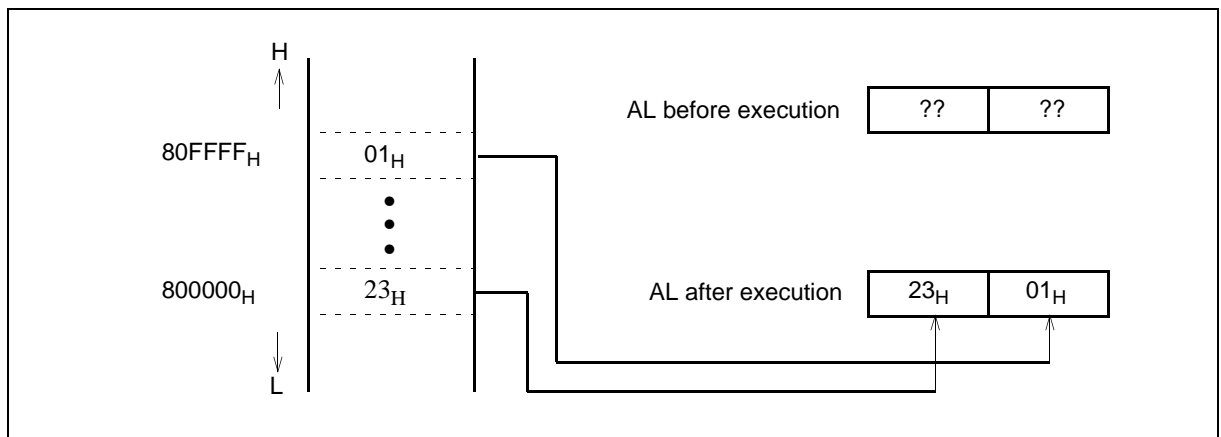 H
AL before execution ?? ??
80FFFFH 01H
800000H 23H AL after execution 23H 01H
L